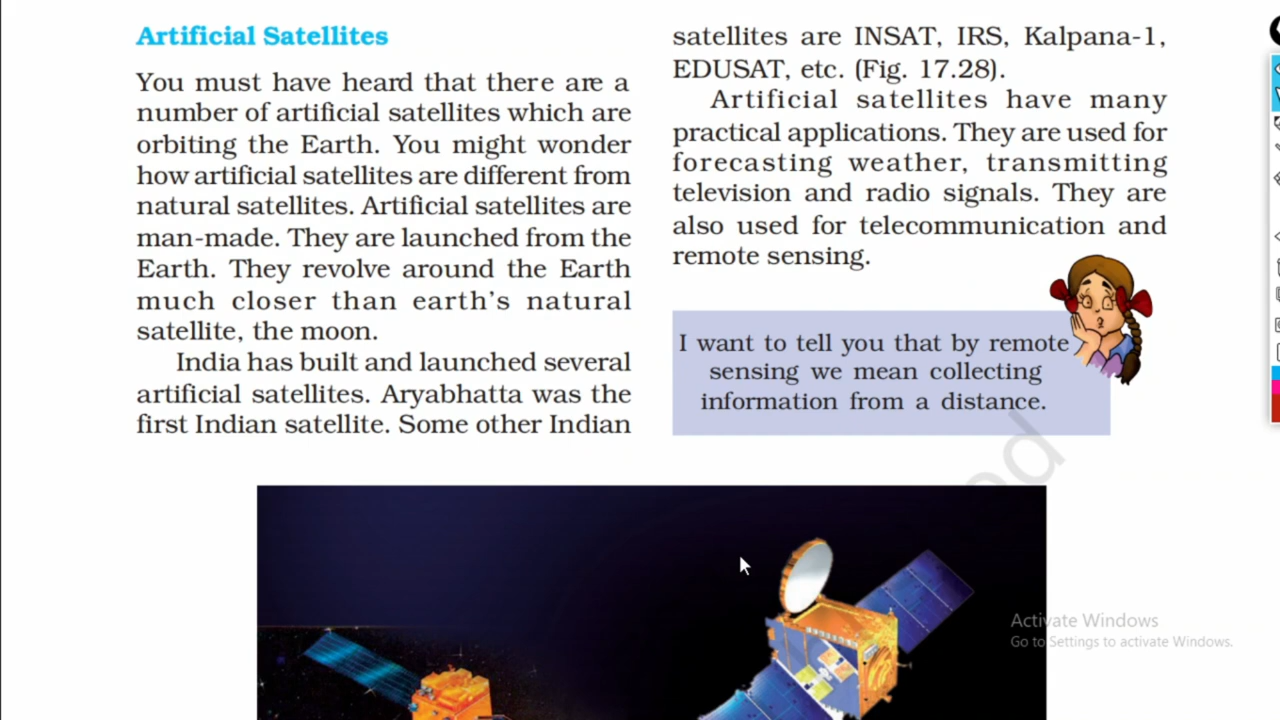 Artificial Satellites
You must have heard that there are a
number of artificial satellites which are
orbiting the Earth. You might wonder
how artificial satellites are different from
natural satellites. Artificial satellites are
man-made. They are launched from the
Earth. They revolve around the Earth
much closer than earth's natural
satellite, the moon.
India has built and launched several
artificial satellites. Aryabhatta was the
first Indian satellite. Some other Indian
satellites are INSAT, IRS, Kalpana-1,
EDUSAT, etc. (Fig. 17.28).
Artificial satellites have many
practical applications. They are used for
forecasting weather, transmitting
television and radio signals. They are
also used for telecommunication and
remote sensing.
I want to tell you that by remote
sensing we mean collecting
information from a distance.
Activate Windows
Go to Settings to activate Windows.